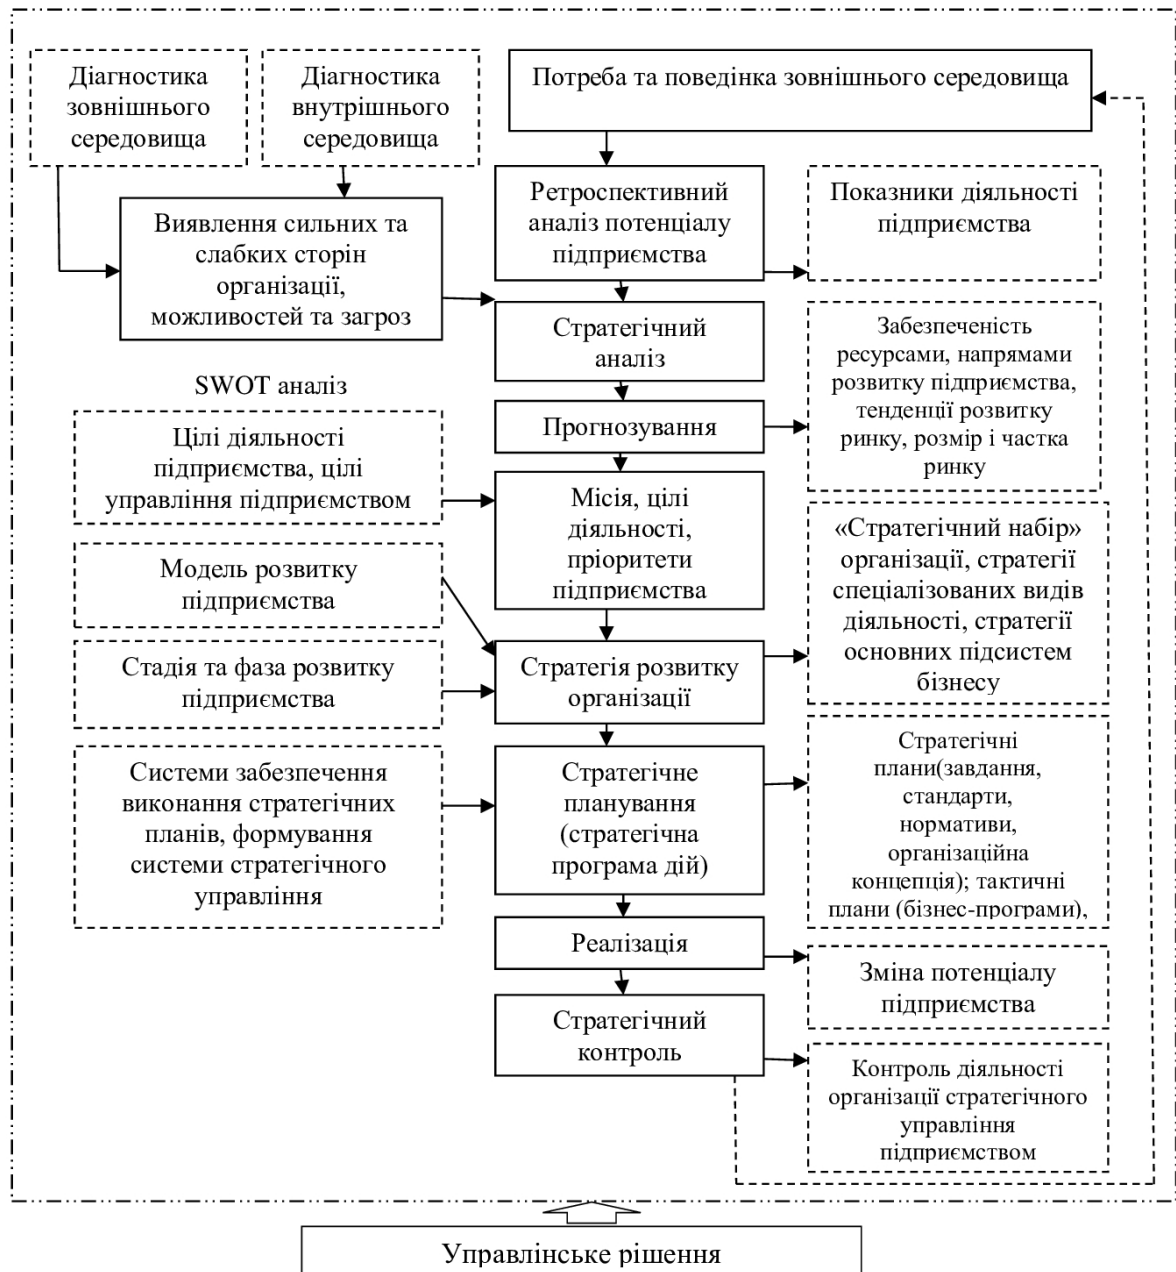 Діагностика
зовнішнього
середовища
Діагностика
внутрішнього
середовища
Потреба та поведінка зовнішнього середовища
Виявлення сильних та
слабких сторін
організації,
можливостей та загроз
Ретроспективний
аналіз потенціалу
підприємства
Показники діяльності
підприємства
Стратегічний
аналіз
Забезпеченість
ресурсами, напрямами
розвитку підприємства,
тенденції розвитку
ринку, розмір і частка
ринку
SWOT аналіз
Прогнозування
Цілі діяльності
підприємства, цілі
управління підприємством
Місія, цілі
діяльності,
пріоритети
підприємства
«Стратегічний набір»
організації, стратегії
спеціалізованих видів
діяльності, стратегії
основних підсистем
бізнесу
Модель розвитку
підприємства
Стадія та фаза розвитку
підприємства
Стратегія розвитку
організації
Системи забезпечення
виконання стратегічних
планів, формування
системи стратегічного
управління
Стратегічне
планування
(стратегічна
програма дій)
Стратегічні
плани(завдання,
стандарти,
нормативи,
організаційна
концепція); тактичні
плани (бізнес-програми),
Реалізація
Зміна потенціалу
підприємства
Стратегічний
контроль
Контроль діяльності
організації стратегічного
управління
підприємством
Управлінське рішення